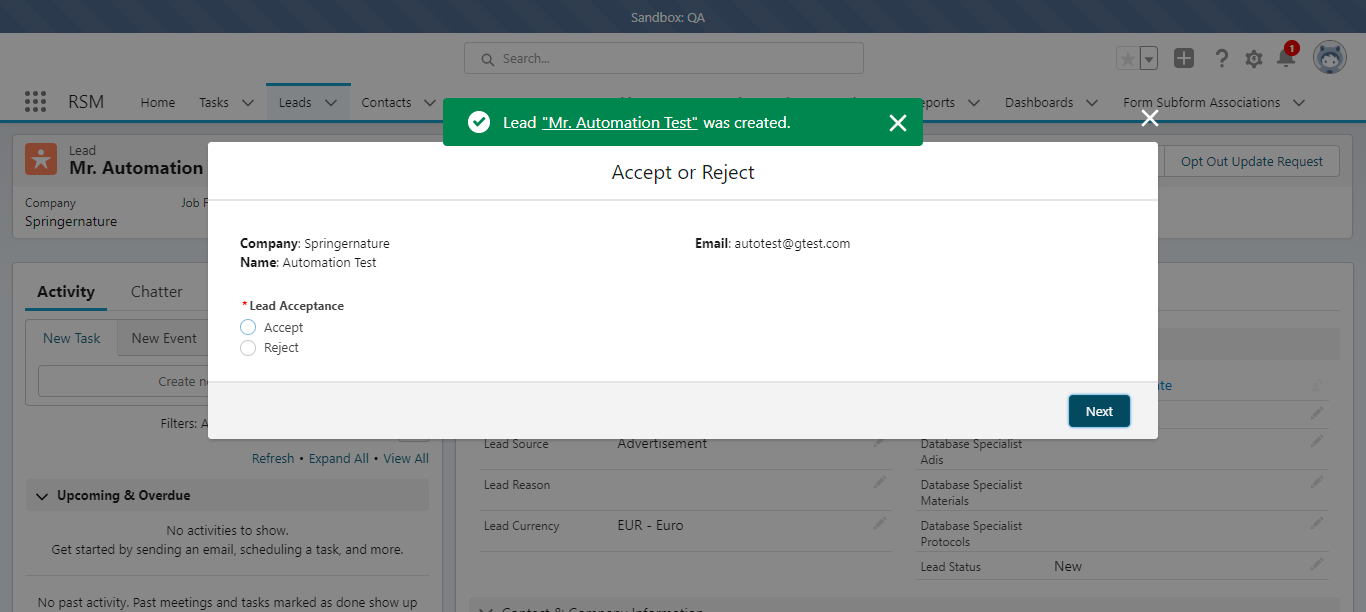 Sandbox: QA
Search...
1
RSM
Home
Tasks
Leads
Contacts
eports
Dashboards
Form Subform Associations
Lead "Mr. Automation Test" was created.
Lead
Mr. Automation
Opt Out Update Request
Company
Job F
Springernature
Accept or Reject
Company: Springernature
Email: autotest@gtest.com
Name: Automation Test
*Lead Acceptance
Accept
Reject
Next
Activity
Chatter
New Task
New Event
Create n
Filters: A
Refresh • Expand All • View All
Upcoming & Overdue
No activities to show.
Get started by sending an email, scheduling a task, and more.
No past activity. Past meetings and tasks marked as done show up
Lead Source
Advertisement
Lead Reason
Lead Currency
EUR - Euro
Database Specialist
Adis
Database Specialist
Materials
Database Specialist
Protocols
Lead Status
New
Contact & Company Information